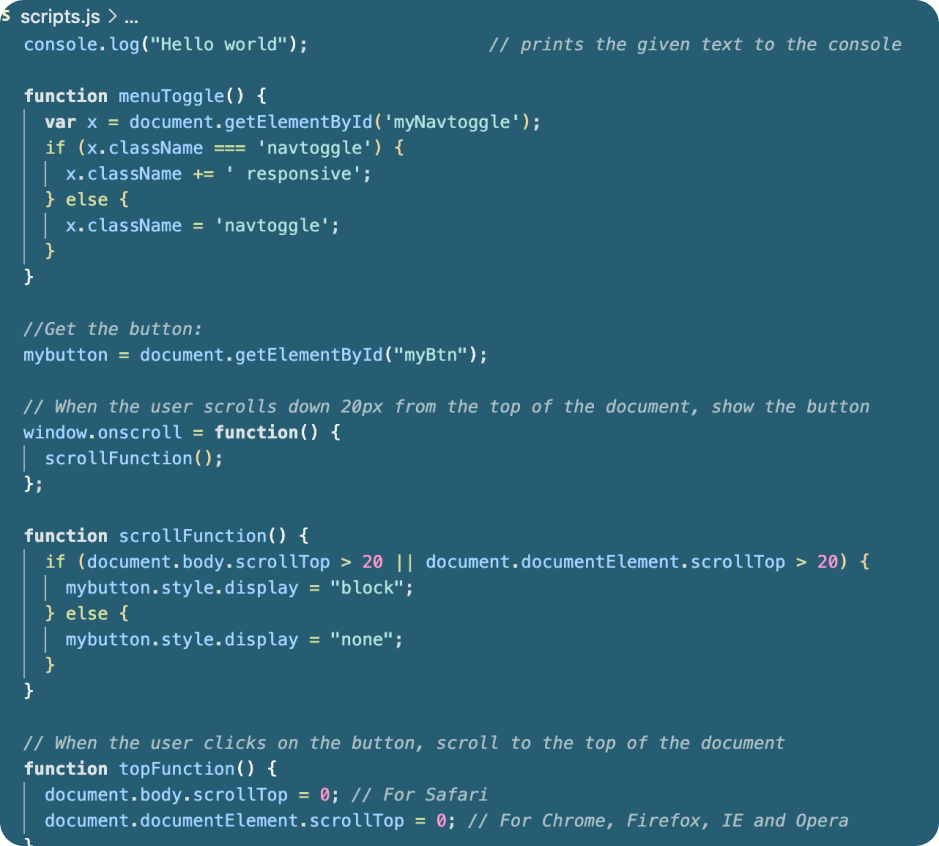 S scripts.js > ...
console.log("Hello world"); // prints the given text to the console
function menuToggle() {
var x = document.getElementById('myNavtoggle');
if (x.className === 'navtoggle') {
x.className += ' responsive';
} else {
x.className = 'navtoggle';
}
}
//Get the button:
mybutton = document.getElementById("myBtn");
// When the user scrolls down 20px from the top of the document, show the button
window.onscroll = function() {
scrollFunction();
};
function scrollFunction() {
if (document.body.scrollTop > 20 || document.documentElement.scrollTop > 20) {
mybutton.style.display = "block";
} else {
mybutton.style.display = "none";
}
}
// When the user clicks on the button, scroll to the top of the document
function topFunction() {
document.body.scrollTop = 0; // For Safari
document.documentElement.scrollTop = 0; // For Chrome, Firefox, IE and Opera
}